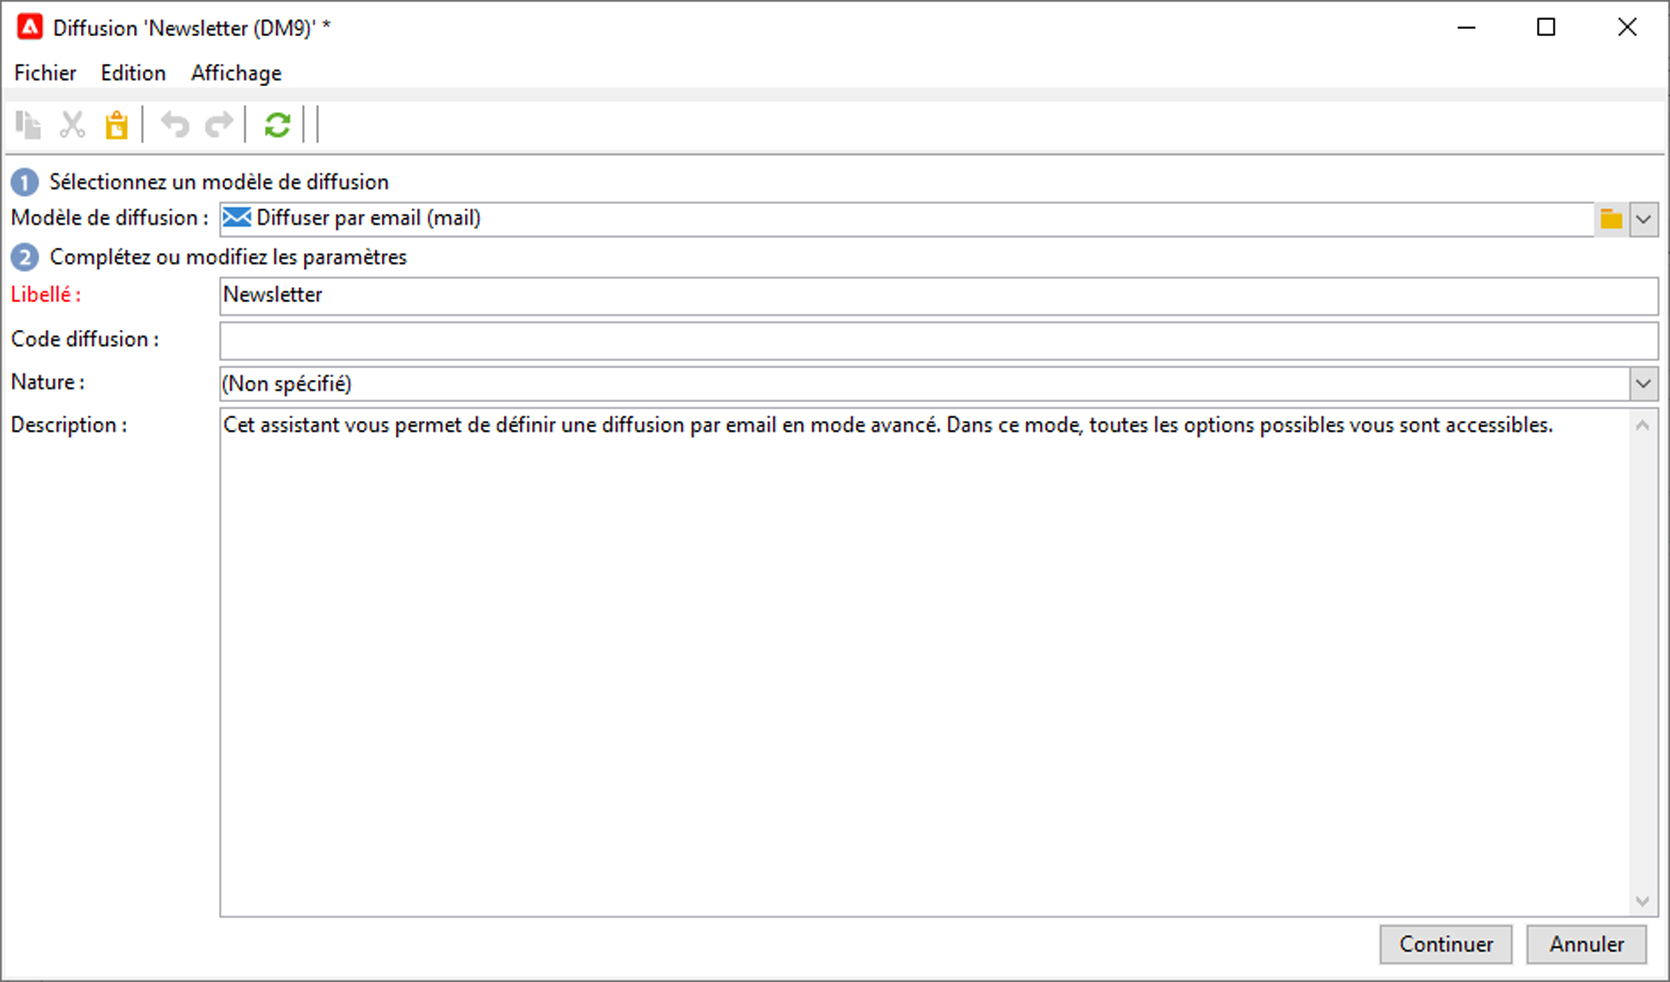 Diffusion 'Newsletter (DM9)' *
Fichier Edition Affichage
1 Sélectionnez un modèle de diffusion
Modèle de diffusion : Diffuser par email (mail)
2 Complétez ou modifiez les paramètres
Libellé : Newsletter
Code diffusion :
Nature : (Non spécifié)
Description : Cet assistant vous permet de définir une diffusion par email en mode avancé. Dans ce mode, toutes les options possibles vous sont accessibles.
Continuer Annuler